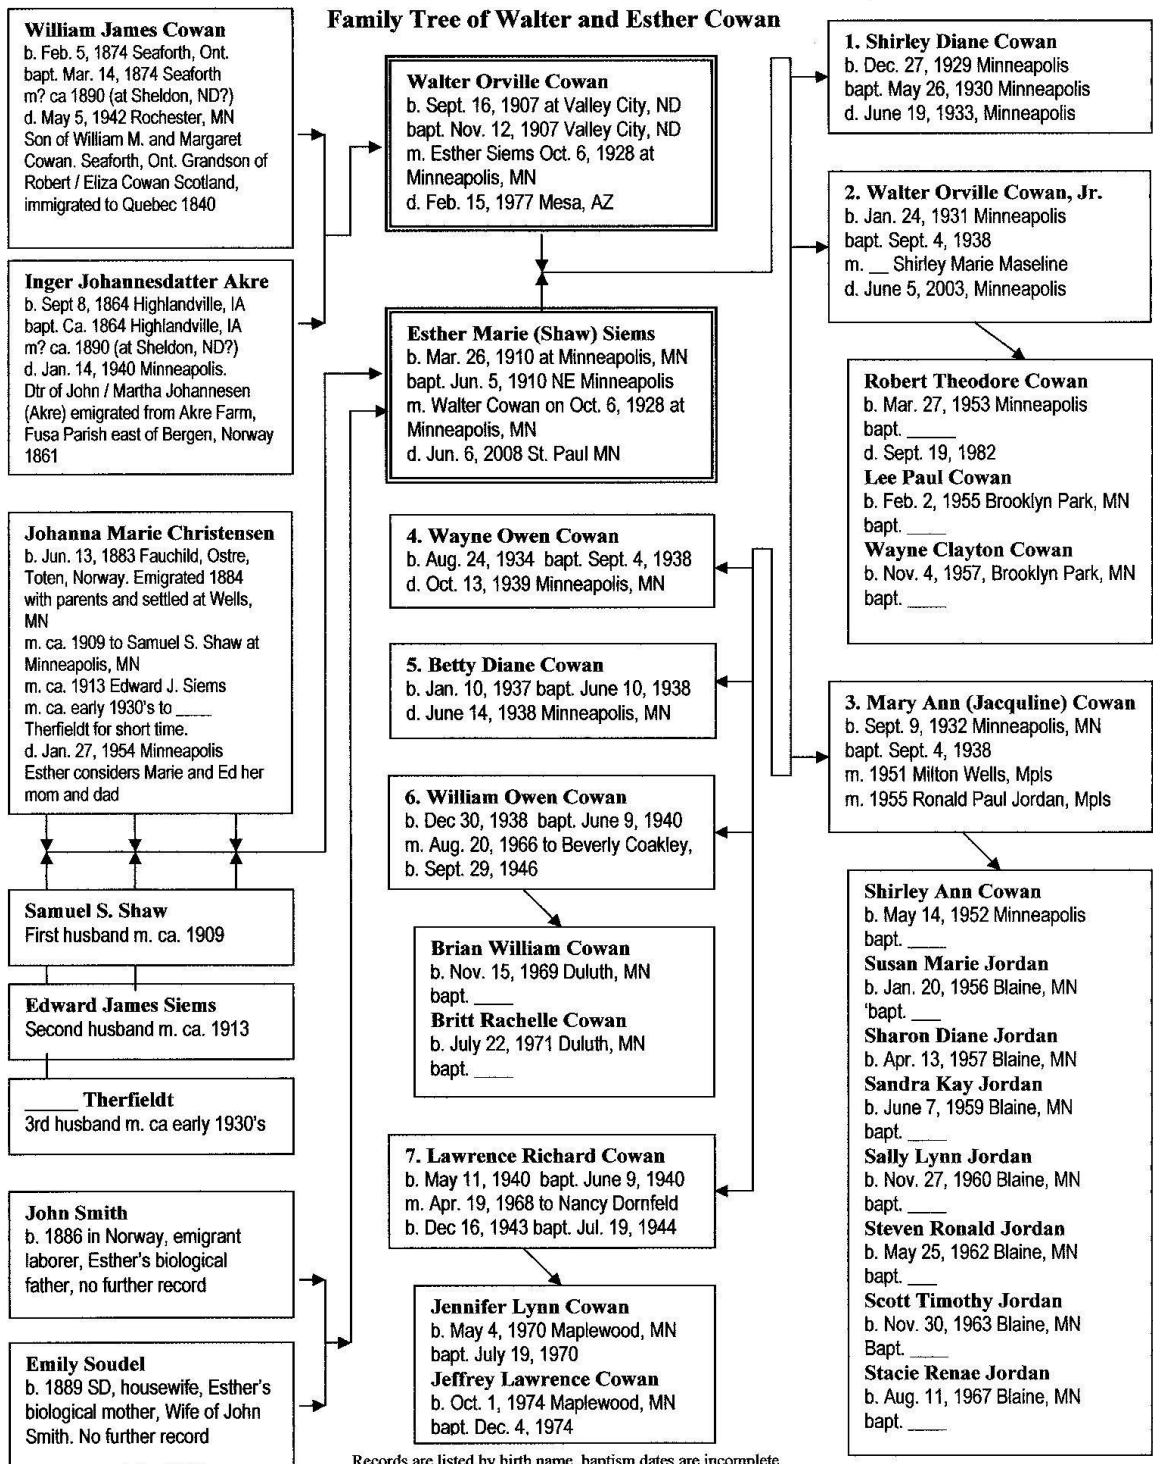 Family Tree of Walter and Esther Cowan
William James Cowan
b. Feb. 5, 1874 Seaforth, Ont.
bapt. Mar. 14, 1874 Seaforth
m? ca 1890 (at Sheldon, ND?)
d. May 5, 1942 Rochester, MN
Son of William M. and Margaret
Cowan. Seaforth, Ont. Grandson of
Robert / Eliza Cowan Scotland,
immigrated to Quebec 1840
Inger Johannesdatter Akre
b. Sept 8, 1864 Highlandville, IA
bapt. Ca. 1864 Highlandville, IA
m? ca. 1890 (at Sheldon, ND?)
d. Jan. 14, 1940 Minneapolis.
Dtr of John / Martha Johannesen
(Akre) emigrated from Akre Farm,
Fusa Parish east of Bergen, Norway
1861
Johanna Marie Christensen
b. Jun. 13, 1883 Fauchild, Ostre,
Toten, Norway. Emigrated 1884
with parents and settled at Wells,
MN
m. ca. 1909 to Samuel S. Shaw at
Minneapolis, MN
m. ca. 1913 Edward J. Siems
m. ca. early 1930's to ____
Therfieldt for short time.
d. Jan. 27, 1954 Minneapolis
Esther considers Marie and Ed her
mom and dad
Samuel S. Shaw
First husband m. ca. 1909
Edward James Siems
Second husband m. ca. 1913
_____ Therfieldt
3rd husband m. ca early 1930's
John Smith
b. 1886 in Norway, emigrant
laborer, Esther's biological
father, no further record
Emily Soudel
b. 1889 SD, housewife, Esther's
biological mother, Wife of John
Smith. No further record
Walter Orville Cowan
b. Sept. 16, 1907 at Valley City, ND
bapt. Nov. 12, 1907 Valley City, ND
m. Esther Siems Oct. 6, 1928 at
Minneapolis, MN
d. Feb. 15, 1977 Mesa, AZ
Esther Marie (Shaw) Siems
b. Mar. 26, 1910 at Minneapolis, MN
bapt. Jun. 5, 1910 NE Minneapolis
m. Walter Cowan on Oct. 6, 1928 at
Minneapolis, MN
d. Jun. 6, 2008 St. Paul MN
4. Wayne Owen Cowan
b. Aug. 24, 1934 bapt. Sept. 4, 1938
d. Oct. 13, 1939 Minneapolis, MN
5. Betty Diane Cowan
b. Jan. 10, 1937 bapt. June 10, 1938
d. June 14, 1938 Minneapolis, MN
6. William Owen Cowan
b. Dec 30, 1938 bapt. June 9, 1940
m. Aug. 20, 1966 to Beverly Coakley,
b. Sept. 29, 1946
Brian William Cowan
b. Nov. 15, 1969 Duluth, MN
bapt. ____
Britt Rachelle Cowan
b. July 22, 1971 Duluth, MN
bapt. ____
7. Lawrence Richard Cowan
b. May 11, 1940 bapt. June 9, 1940
m. Apr. 19, 1968 to Nancy Dornfeld
b. Dec 16, 1943 bapt. Jul. 19, 1944
Jennifer Lynn Cowan
b. May 4, 1970 Maplewood, MN
bapt. July 19, 1970
Jeffrey Lawrence Cowan
b. Oct. 1, 1974 Maplewood, MN
bapt. Dec. 4, 1974
1. Shirley Diane Cowan
b. Dec. 27, 1929 Minneapolis
bapt. May 26, 1930 Minneapolis
d. June 19, 1933, Minneapolis
2. Walter Orville Cowan, Jr.
b. Jan. 24, 1931 Minneapolis
bapt. Sept. 4, 1938
m. __ Shirley Marie Maseline
d. June 5, 2003, Minneapolis
Robert Theodore Cowan
b. Mar. 27, 1953 Minneapolis
bapt. _____
d. Sept. 19, 1982
Lee Paul Cowan
b. Feb. 2, 1955 Brooklyn Park, MN
bapt. ____
Wayne Clayton Cowan
b. Nov. 4, 1957, Brooklyn Park, MN
bapt. ____
3. Mary Ann (Jacquline) Cowan
b. Sept. 9, 1932 Minneapolis, MN
bapt. Sept. 4, 1938
m. 1951 Milton Wells, Mpls
m. 1955 Ronald Paul Jordan, Mpls
Shirley Ann Cowan
b. May 14, 1952 Minneapolis
bapt. ____
Susan Marie Jordan
b. Jan. 20, 1956 Blaine, MN
'bapt. ___
Sharon Diane Jordan
b. Apr. 13, 1957 Blaine, MN
Sandra Kay Jordan
b. June 7, 1959 Blaine, MN
bapt. ____
Sally Lynn Jordan
b. Nov. 27, 1960 Blaine, MN
bapt. ____
Steven Ronald Jordan
b. May 25, 1962 Blaine, MN
bapt. ___
Scott Timothy Jordan
b. Nov. 30, 1963 Blaine, MN
Bapt. ____
Stacie Renae Jordan
b. Aug. 11, 1967 Blaine, MN
bapt. ____
Records are listed by birth name, baptism dates are incomplete